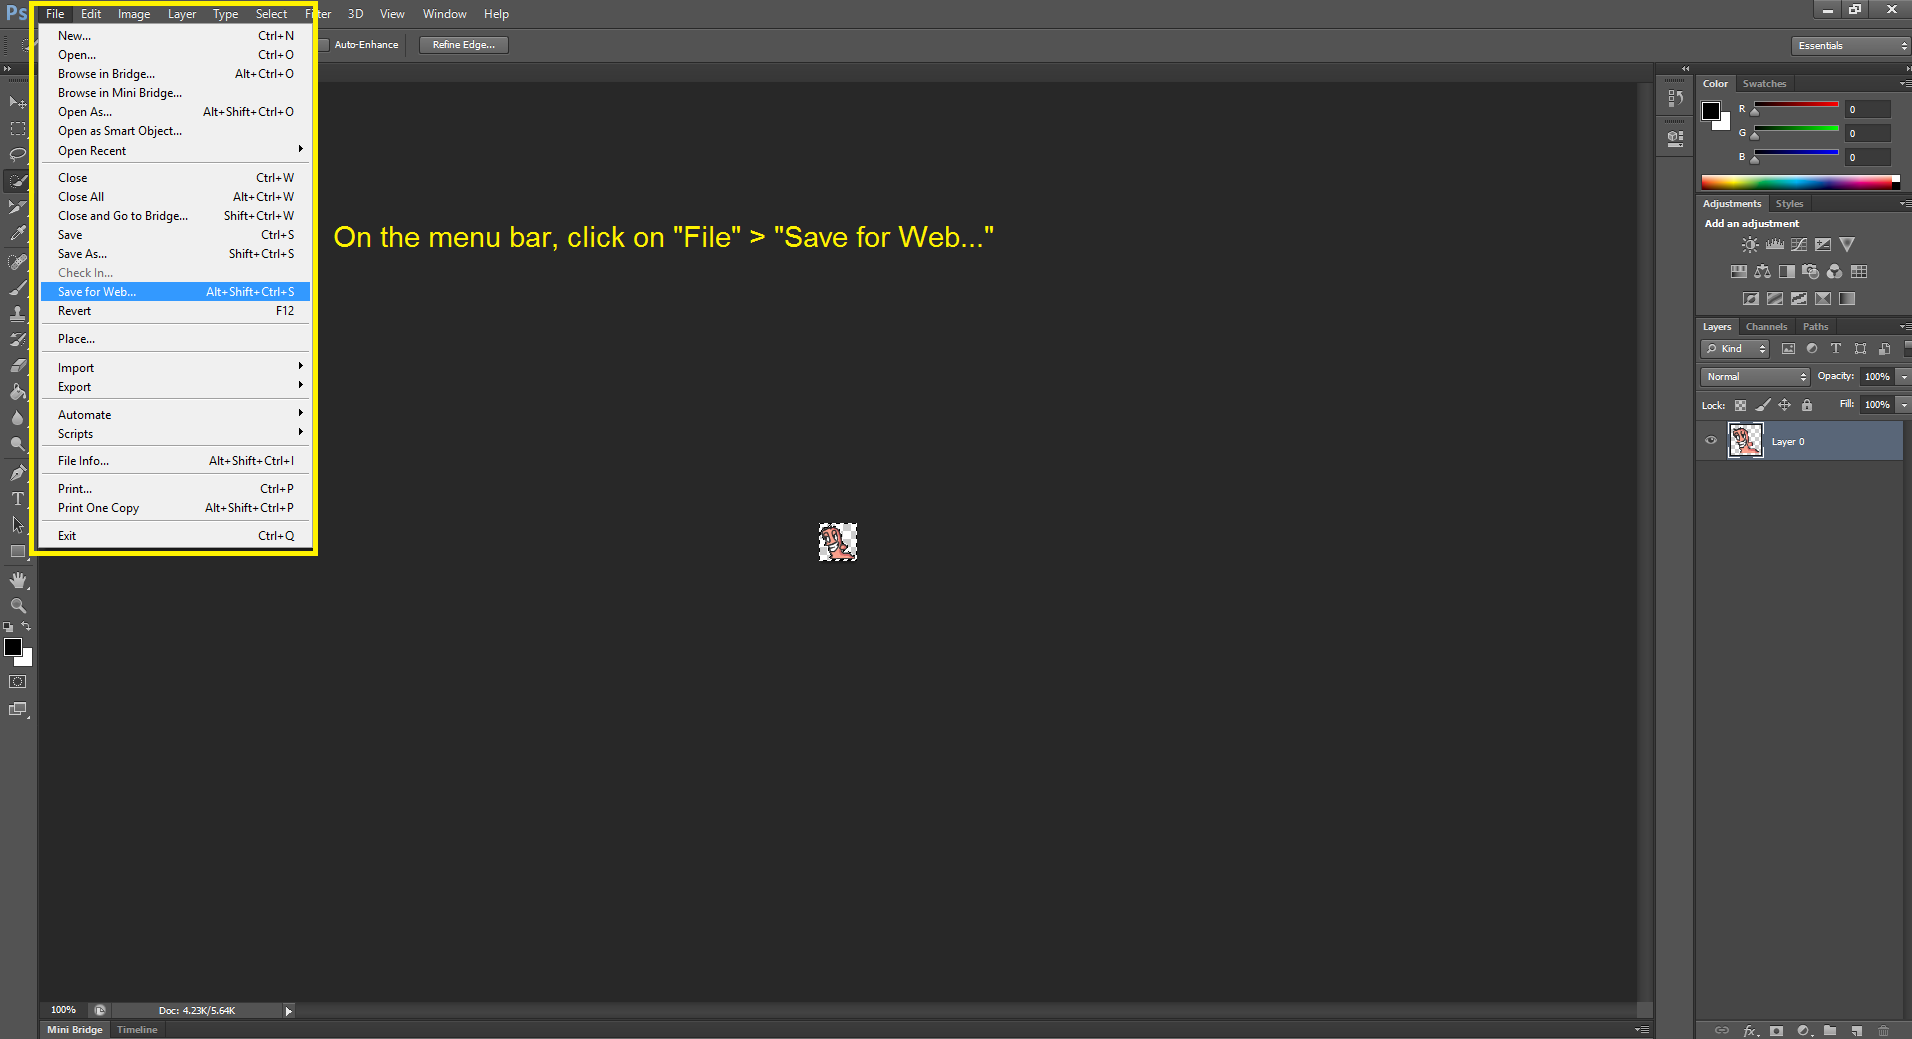 Ps File Edit Image Layer Type Select Filter 3D View Window Help
Auto-Enhance Refine Edge... Essentials
New... Ctrl+N
Open... Ctrl+O
Browse in Bridge... Alt+Ctrl+O
Browse in Mini Bridge...
Open As... Alt+Shift+Ctrl+O
Open as Smart Object...
Open Recent
Close Ctrl+W
Close All Alt+Ctrl+W
Close and Go to Bridge... Shift+Ctrl+W
Save Ctrl+S
Save As... Shift+Ctrl+S
Check In...
Save for Web... Alt+Shift+Ctrl+S
Revert F12
Place...
Import
Export
Automate
Scripts
File Info... Alt+Shift+Ctrl+I
Print... Ctrl+P
Print One Copy Alt+Shift+Ctrl+P
Exit Ctrl+Q
On the menu bar, click on "File" > "Save for Web..."
Color Swatches
R 0
G 0
B 0
Adjustments Styles
Add an adjustment
Layers Channels Paths
Kind
Normal Opacity: 100%
Lock: Fill: 100%
Layer 0
100% Doc: 4.23K/5.64K
Mini Bridge Timeline